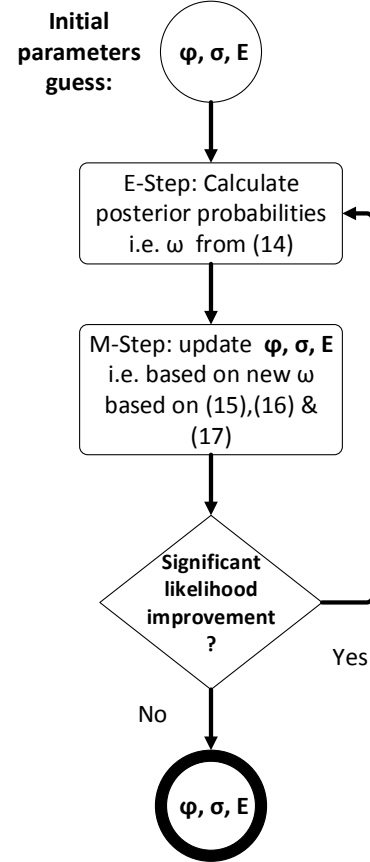 Initial
parameters
guess:
φ, σ, E
E-Step: Calculate
posterior probabilities
i.e. ω from (14)
M-Step: update φ, σ, E
i.e. based on new ω
based on (15),(16) &
(17)
Significant
likelihood
improvement
?
Yes
No
φ, σ, E